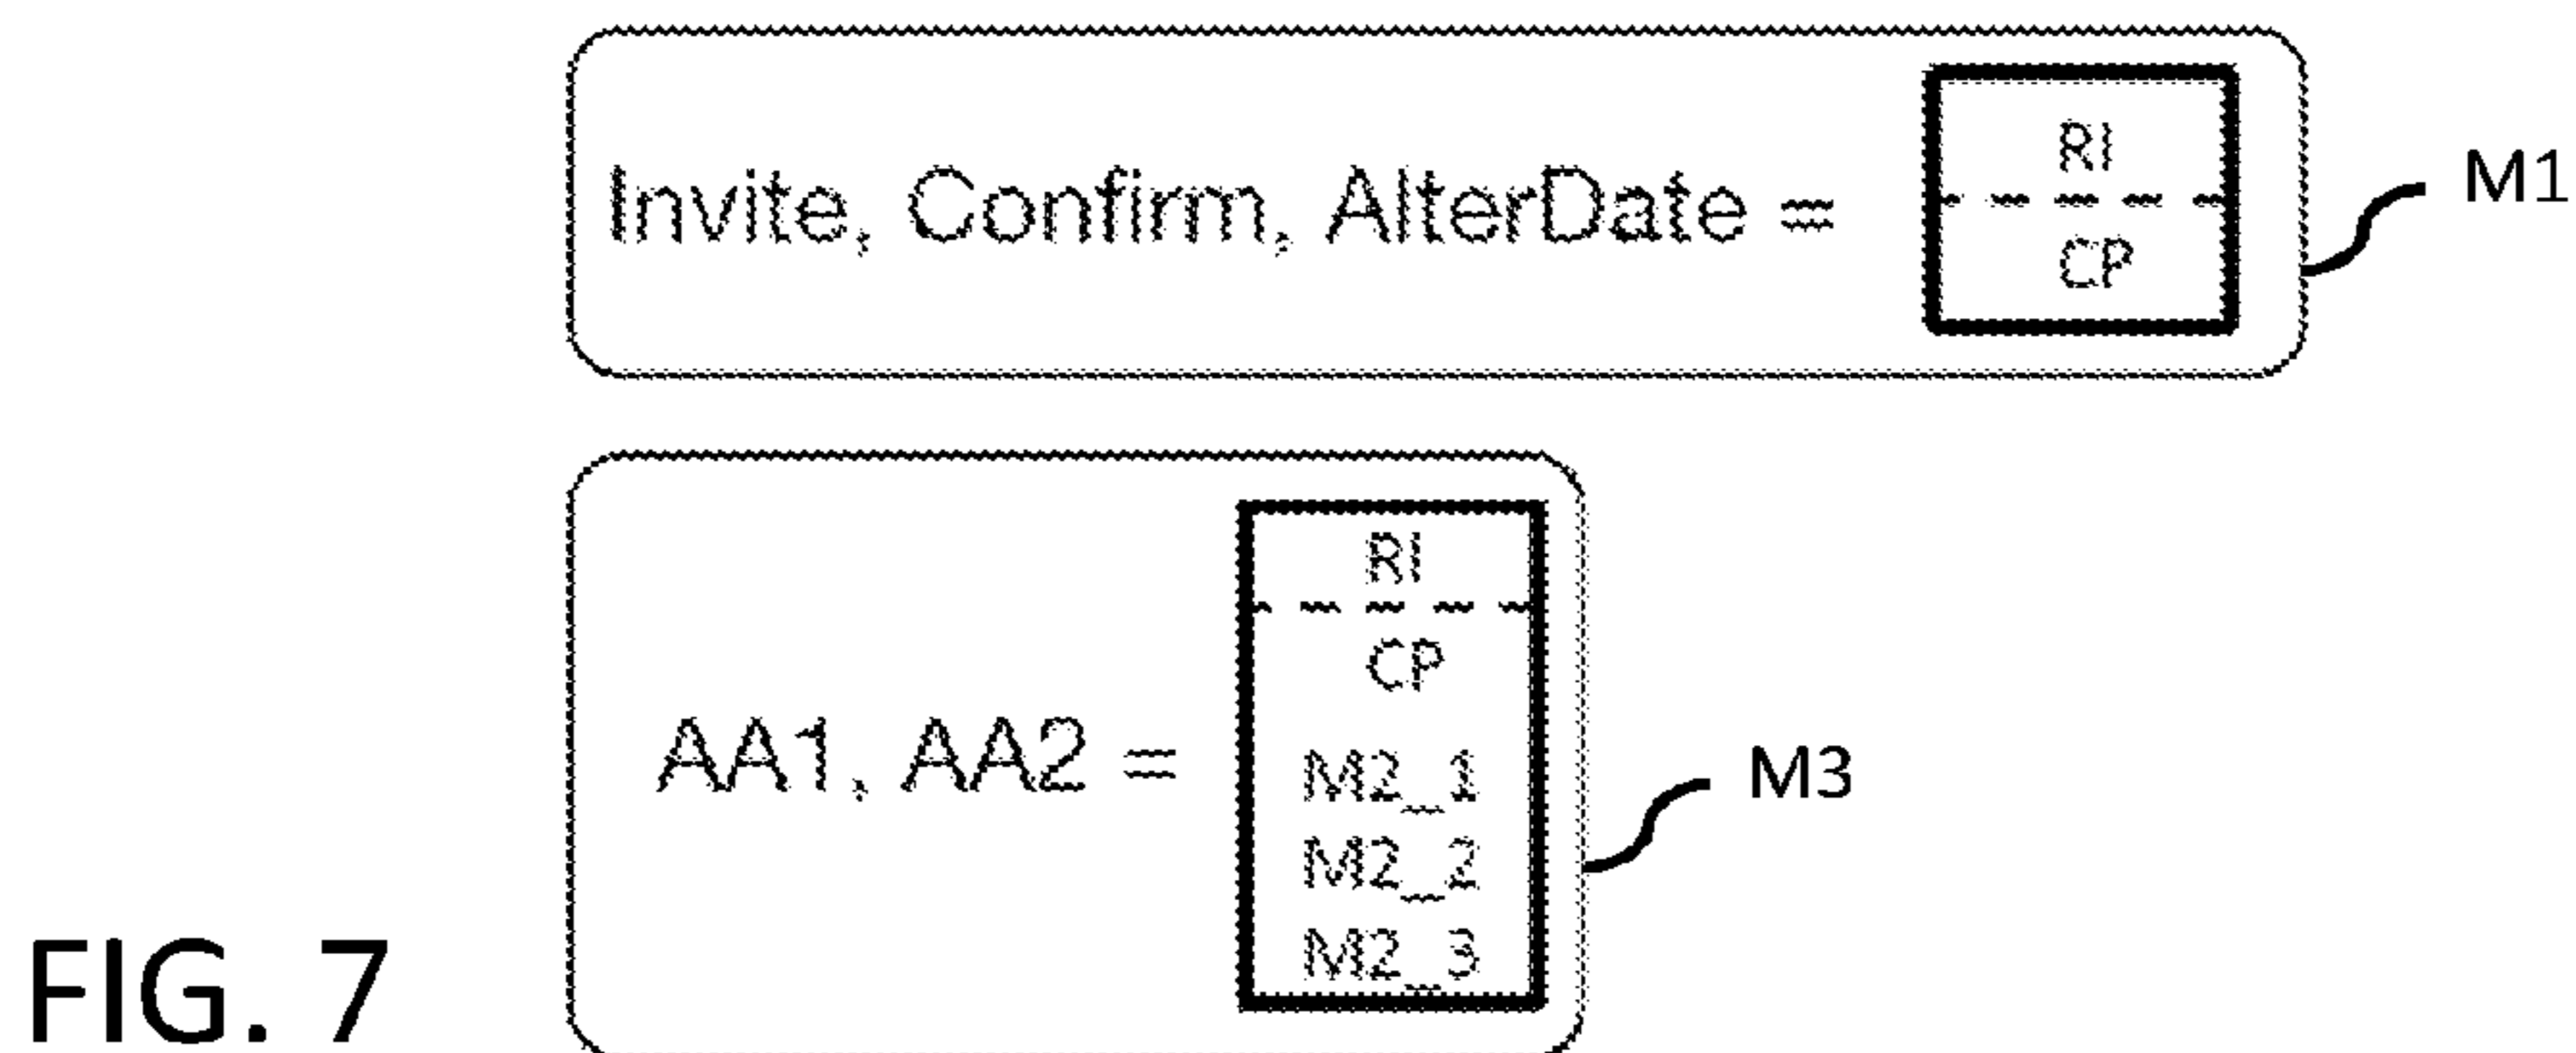 RI
Invite, Confirm, AlterDate =
CP
M1
RI
CP
AA1, AA2 =
M2_1
M2_2
M2_3
M3
FIG. 7